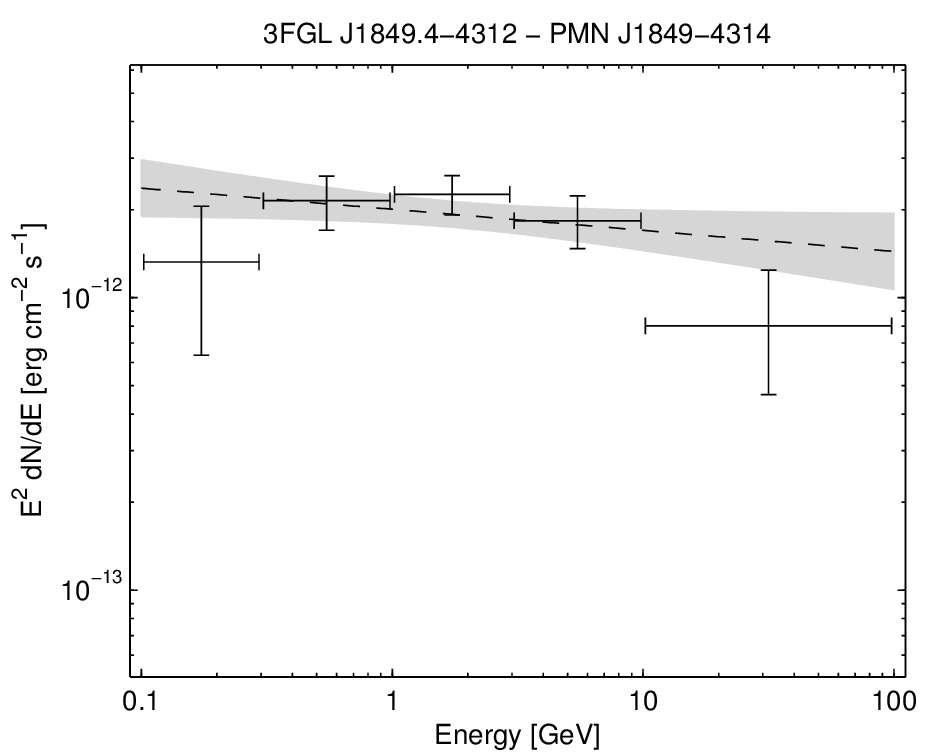 3FGL J1849.4−4312 − PMN J1849−4314
E² dN/dE [erg cm⁻² s⁻¹]
10⁻¹²
10⁻¹³
0.1 1 10 100
Energy [GeV]